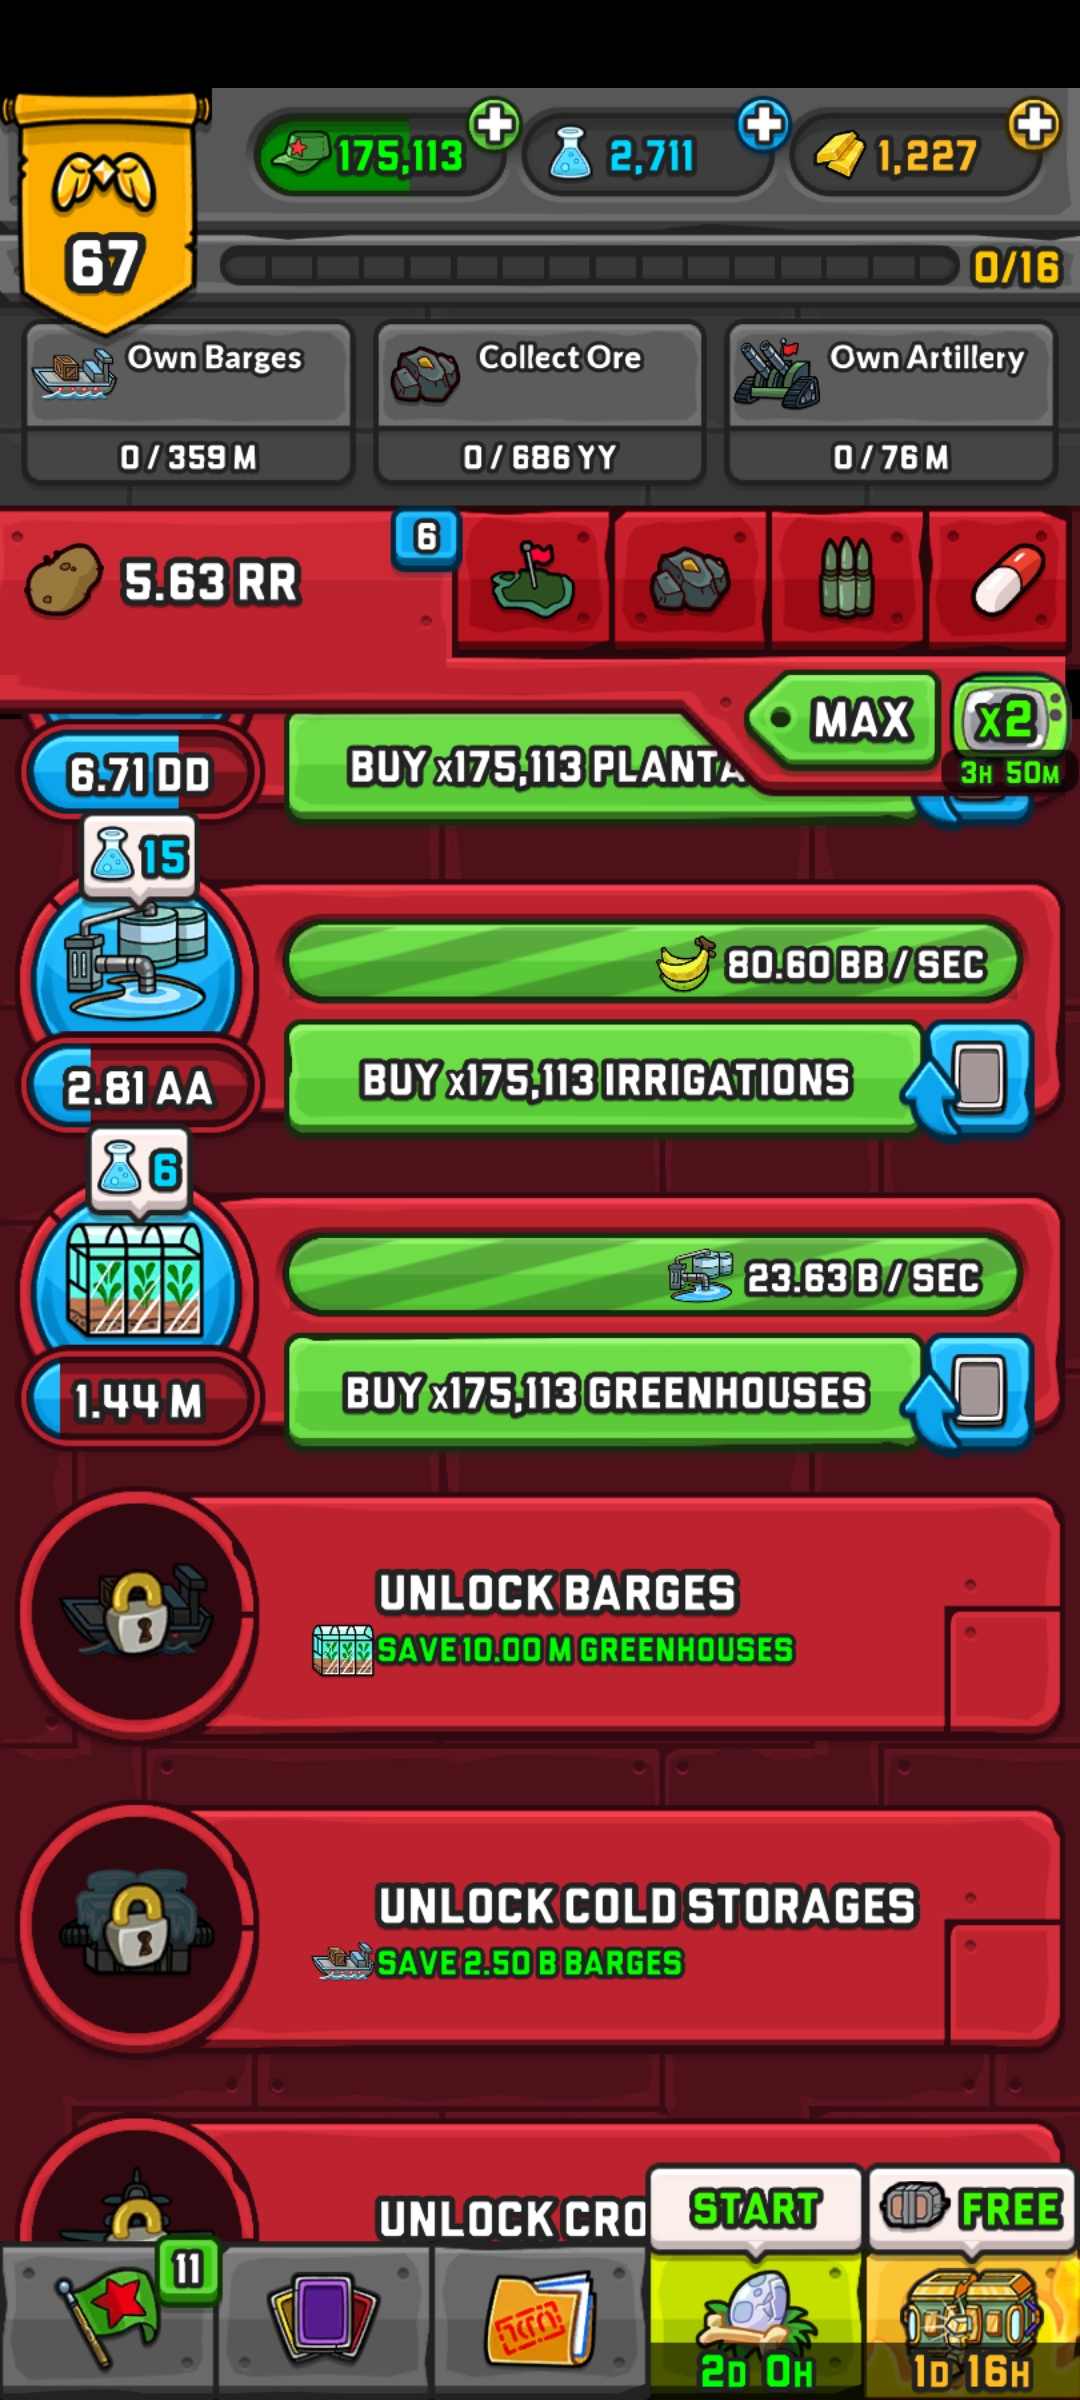 175,113
2,711
1,227
67
0/16
Own Barges
Collect Ore
Own Artillery
0 / 359 M
0 / 686 YY
0 / 76 M
5.63 RR
6
MAX
x2
3H 50M
6.71 DD
BUY x175,113 PLANTA
15
80.60 BB / SEC
2.81 AA
BUY x175,113 IRRIGATIONS
6
23.63 B / SEC
1.44 M
BUY x175,113 GREENHOUSES
UNLOCK BARGES
SAVE 10.00 M GREENHOUSES
UNLOCK COLD STORAGES
SAVE 2.50 B BARGES
UNLOCK CRO
START
FREE
11
2D 0H
1D 16H